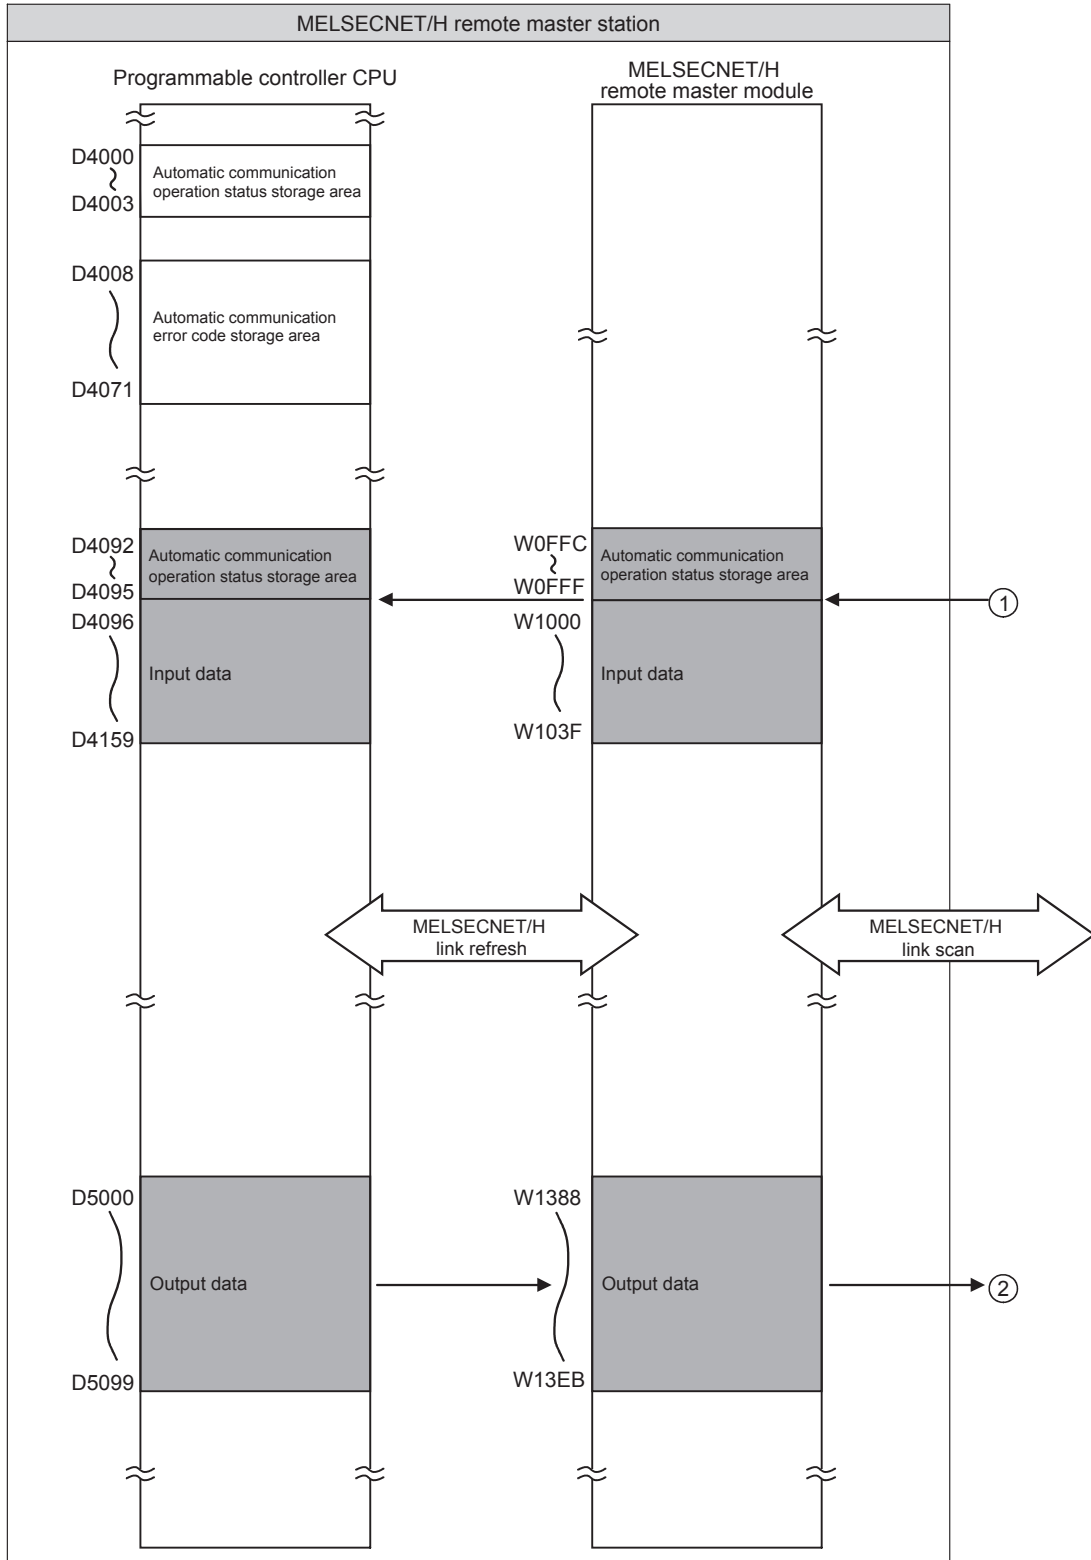 MELSECNET/H remote master station
Programmable controller CPU
MELSECNET/H
remote master module
D4000
D4003
Automatic communication
operation status storage area
D4008
D4071
Automatic communication
error code storage area
D4092
D4095
Automatic communication
operation status storage area
W0FFC
W0FFF
Automatic communication
operation status storage area
①
D4096
D4159
Input data
W1000
W103F
Input data
MELSECNET/H
link refresh
MELSECNET/H
link scan
D5000
D5099
Output data
W1388
W13EB
Output data
②